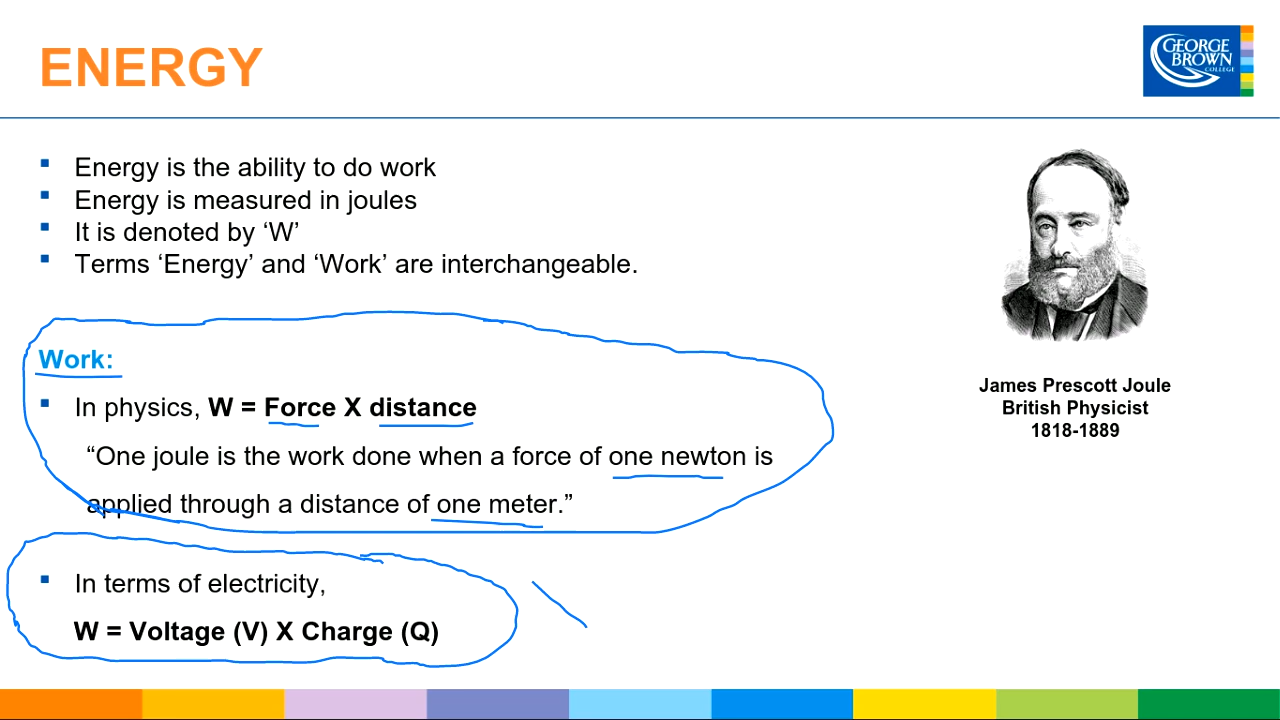 ENERGY
GEORGE
BROWN
COLLEGE
Energy is the ability to do work
Energy is measured in joules
It is denoted by ‘W’
Terms ‘Energy’ and ‘Work’ are interchangeable.
Work:
In physics, W = Force X distance
“One joule is the work done when a force of one newton is
applied through a distance of one meter.”
In terms of electricity,
W = Voltage (V) X Charge (Q)
James Prescott Joule
British Physicist
1818-1889